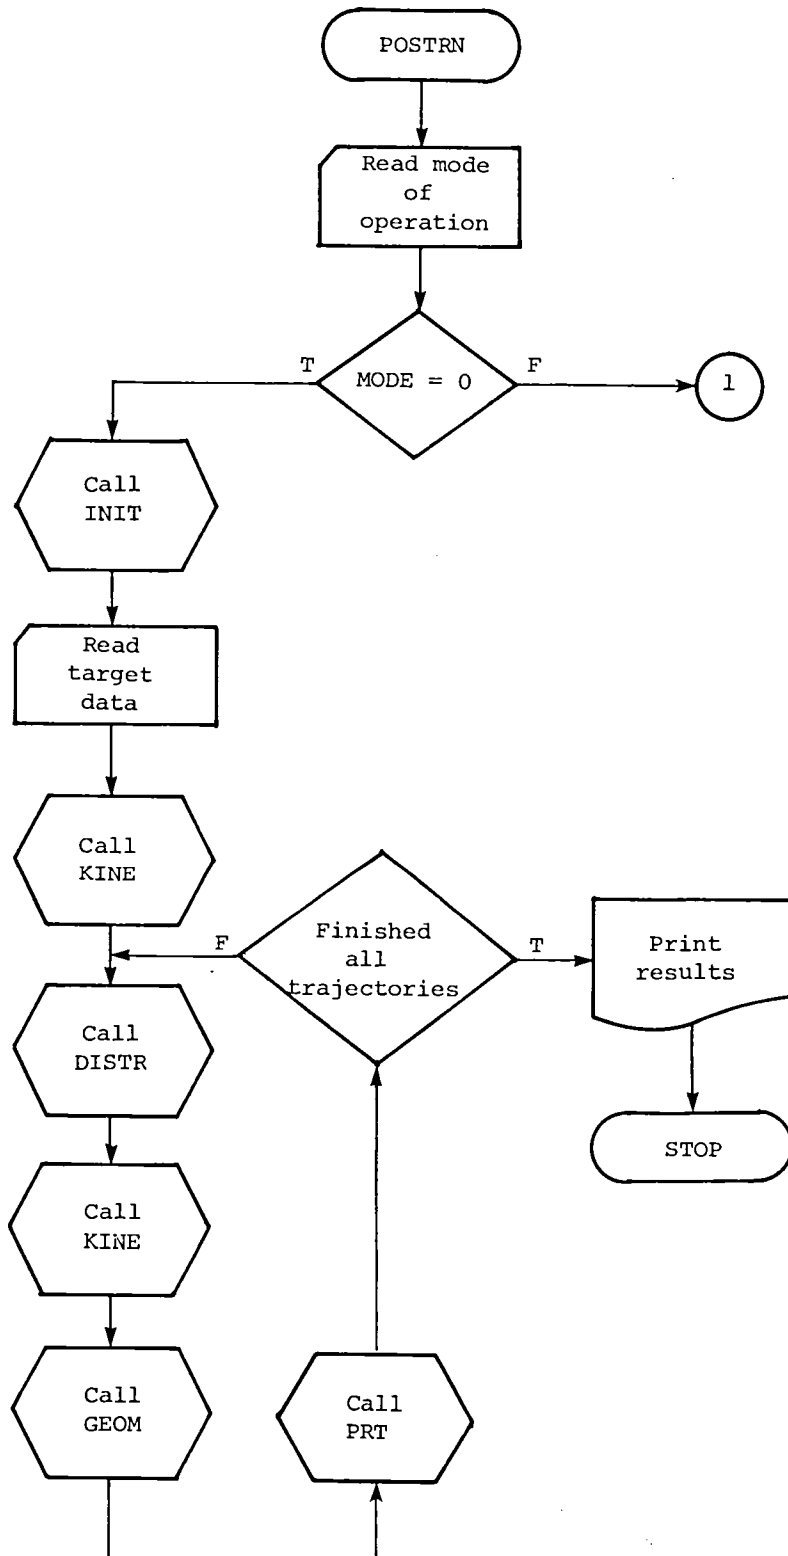 POSTRN
Read mode
of
operation
T
MODE = 0
F
1
Call
INIT
Read
target
data
Call
KINE
F
Finished
all
trajectories
T
Print
results
Call
DISTR
STOP
Call
KINE
Call
GEOM
Call
PRT